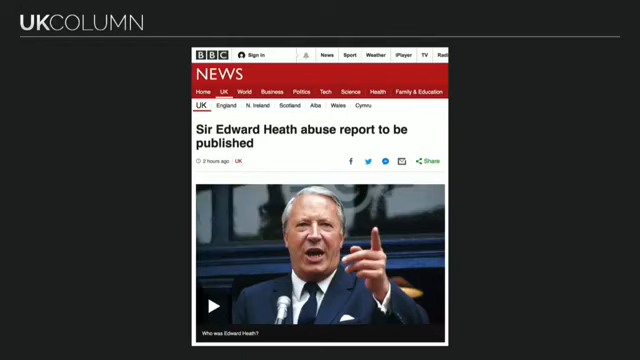 UKCOLUMN
BBC Sign in News Sport Weather iPlayer TV Radi
NEWS
Home UK World Business Politics Tech Science Health Family & Education
UK England N. Ireland Scotland Alba Wales Cymru
Sir Edward Heath abuse report to be
published
2 hours ago UK Share
Who was Edward Heath?